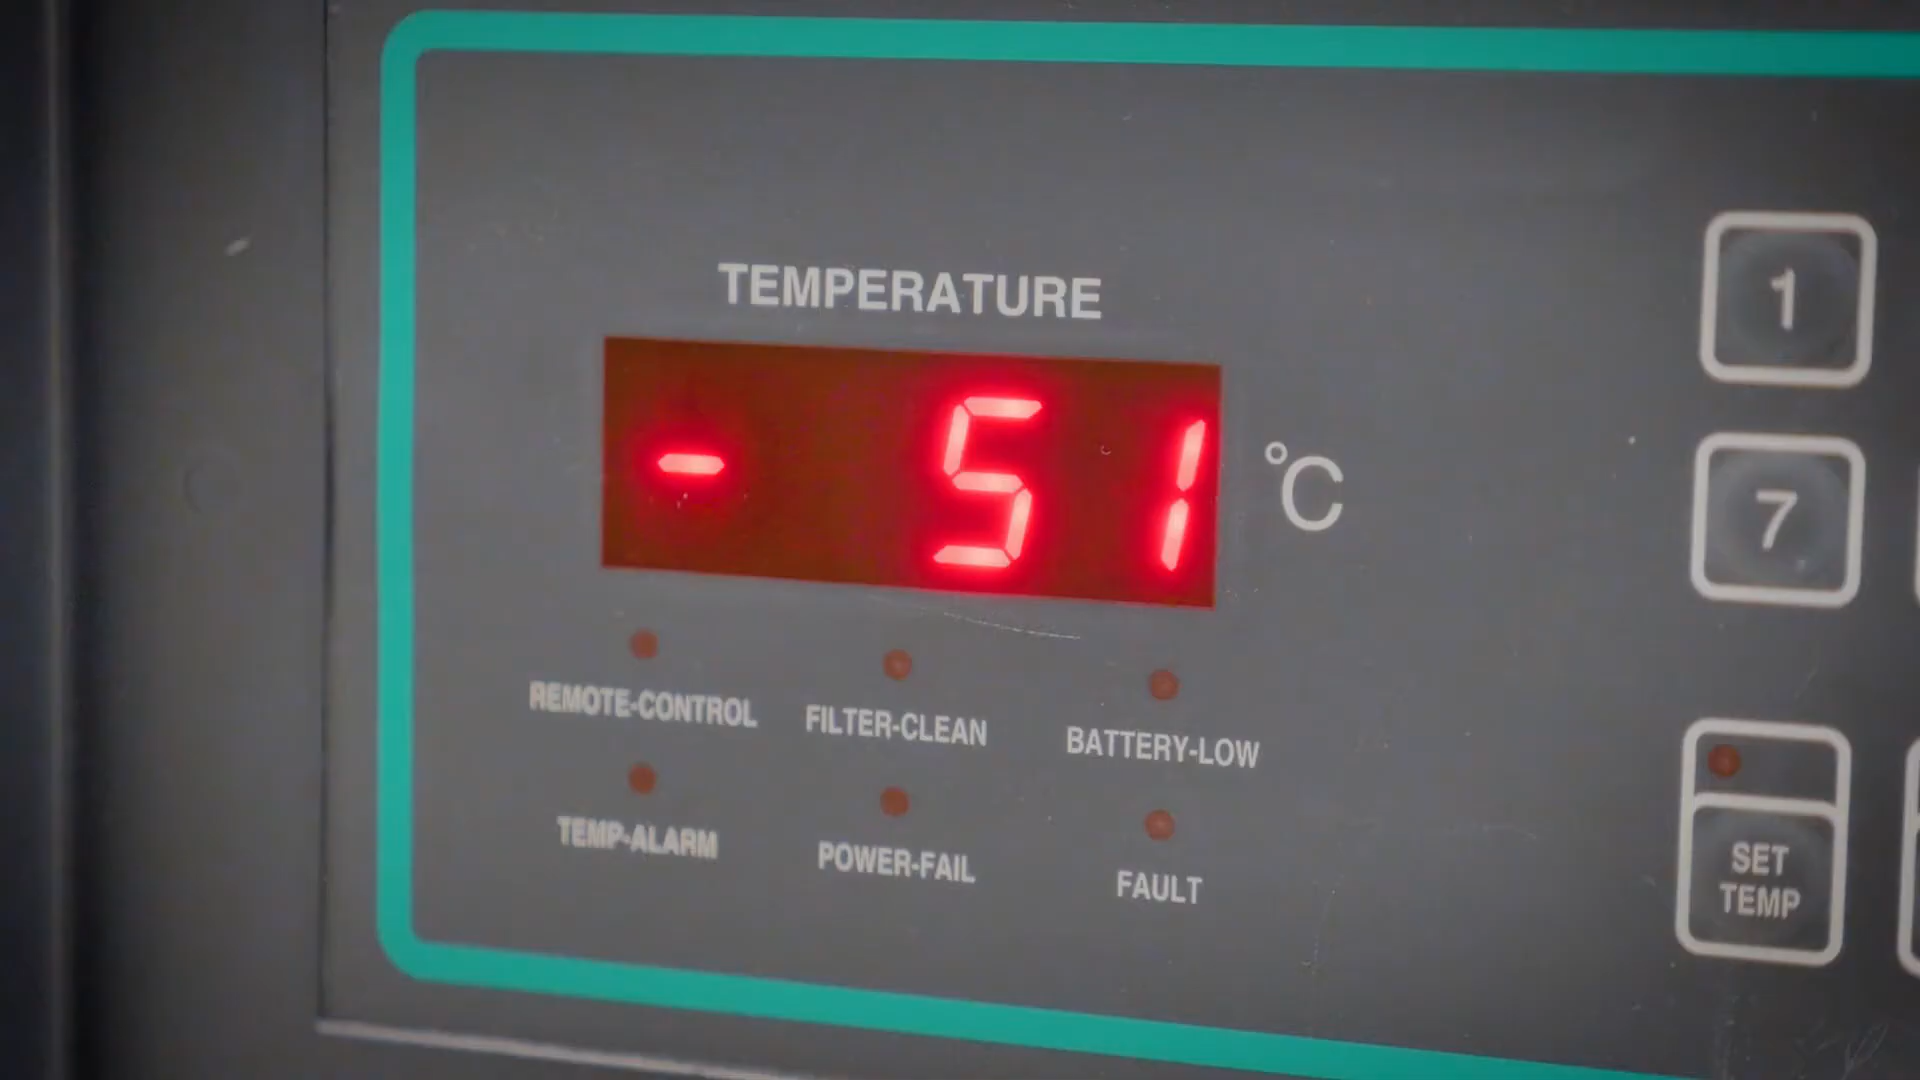 TEMPERATURE
- 51 °C
REMOTE-CONTROL
FILTER-CLEAN
BATTERY-LOW
TEMP-ALARM
POWER-FAIL
FAULT
1
7
SET
TEMP